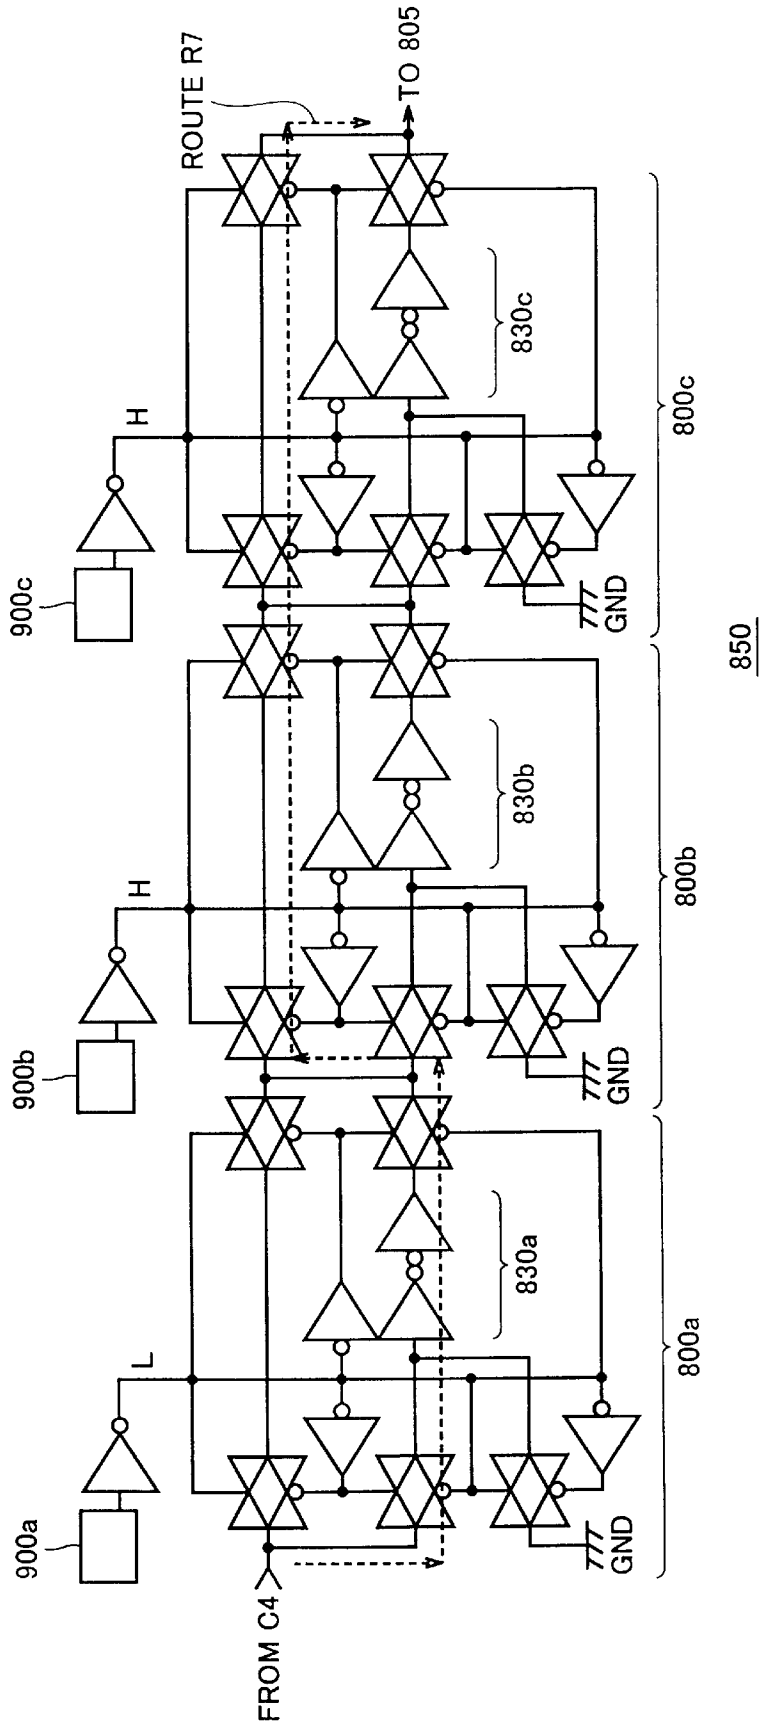 900a
900b
900c
L
H
H
ROUTE R7
FROM C4
TO 805
830a
830b
830c
GND
GND
GND
800a
800b
800c
850